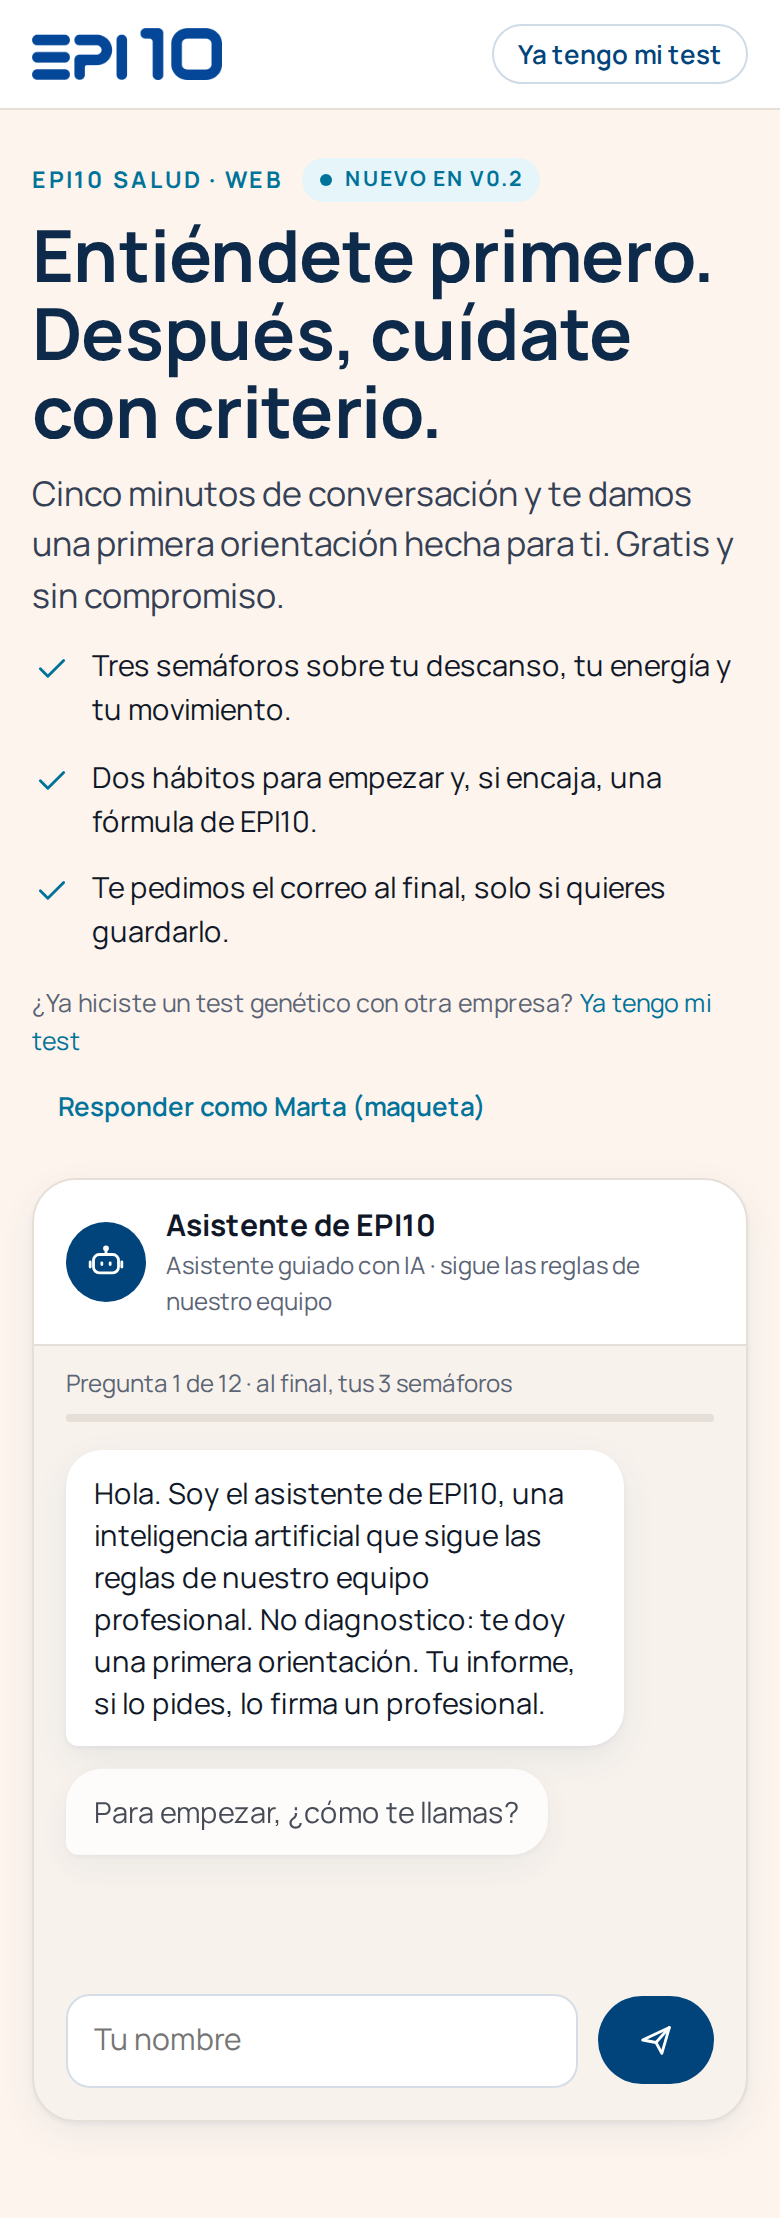 EPI10
Ya tengo mi test
EPI10 SALUD · WEB
NUEVO EN V0.2
Entiéndete primero.
Después, cuídate
con criterio.
Cinco minutos de conversación y te damos
una primera orientación hecha para ti. Gratis y
sin compromiso.
Tres semáforos sobre tu descanso, tu energía y
tu movimiento.
Dos hábitos para empezar y, si encaja, una
fórmula de EPI10.
Te pedimos el correo al final, solo si quieres
guardarlo.
¿Ya hiciste un test genético con otra empresa? Ya tengo mi
test
Responder como Marta (maqueta)
Asistente de EPI10
Asistente guiado con IA · sigue las reglas de
nuestro equipo
Pregunta 1 de 12 · al final, tus 3 semáforos
Hola. Soy el asistente de EPI10, una
inteligencia artificial que sigue las
reglas de nuestro equipo
profesional. No diagnostico: te doy
una primera orientación. Tu informe,
si lo pides, lo firma un profesional.
Para empezar, ¿cómo te llamas?
Tu nombre